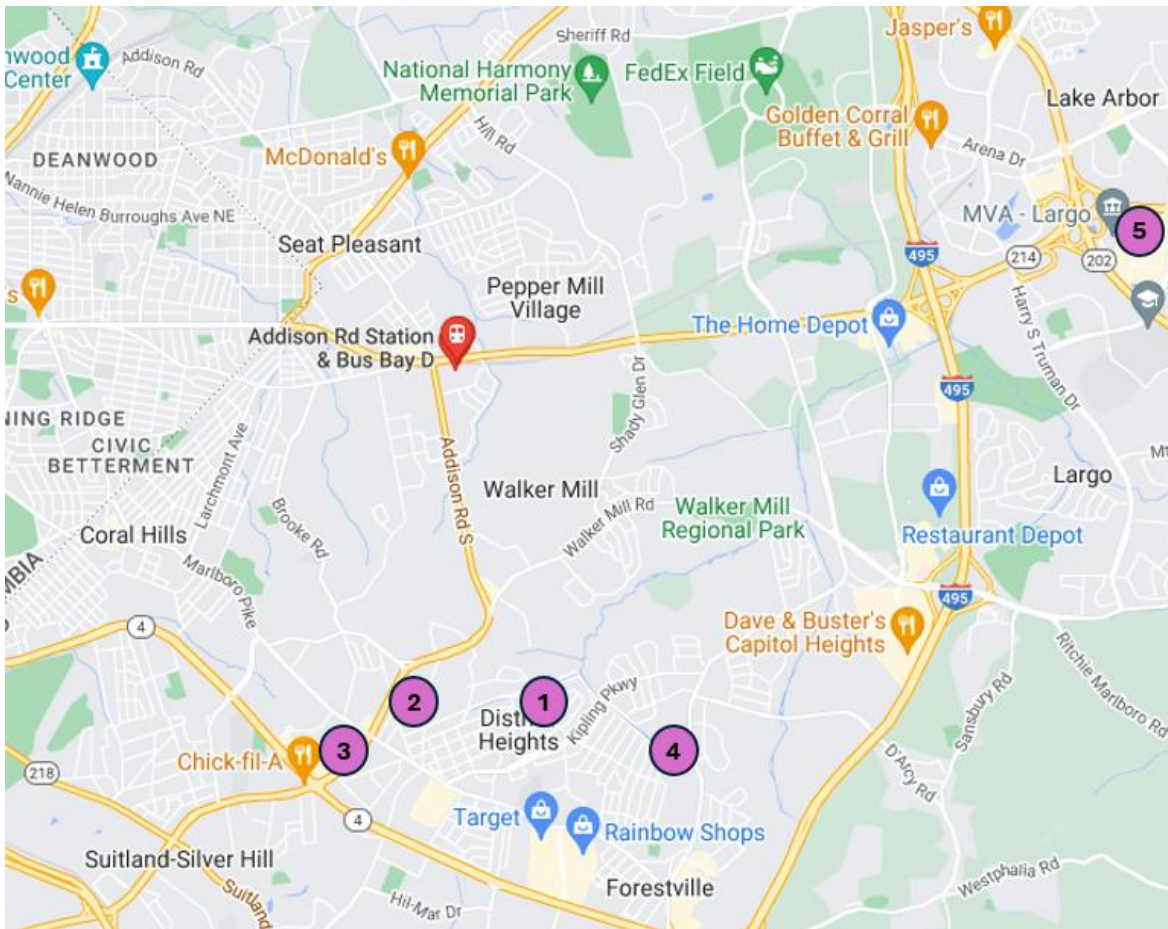 Sheriff Rd
Jasper's
nwood
Center
Addison Rd
National Harmony
Memorial Park
FedEx Field
Lake Arbor
Golden Corral
Buffet & Grill
Hill Rd
DEANWOOD
McDonald's
Arena Dr
Nannie Helen Burroughs Ave NE
MVA - Largo
5
Seat Pleasant
495
214
202
s
Pepper Mill
Village
Harry S Truman Dr
Addison Rd Station
& Bus Bay D
The Home Depot
495
Shady Glen Dr
NING RIDGE
CIVIC
BETTERMENT
Larchmont Ave
Addison Rd S
Mt
Walker Mill
Largo
Brooke Rd
Walker Mill Rd
Walker Mill
Regional Park
Coral Hills
Restaurant Depot
MBIA
Marlboro Pike
495
4
Dave & Buster's
Capitol Heights
Ritchie Marlboro Rd
Sansbury Rd
2
1
Kipling Pkwy
Distri
Heights
3
4
Chick-fil-A
D'Arcy Rd
218
4
Target
Rainbow Shops
Suitland-Silver Hill
Westphalia Rd
Suitland
Forestville
Hil-Mar Dr